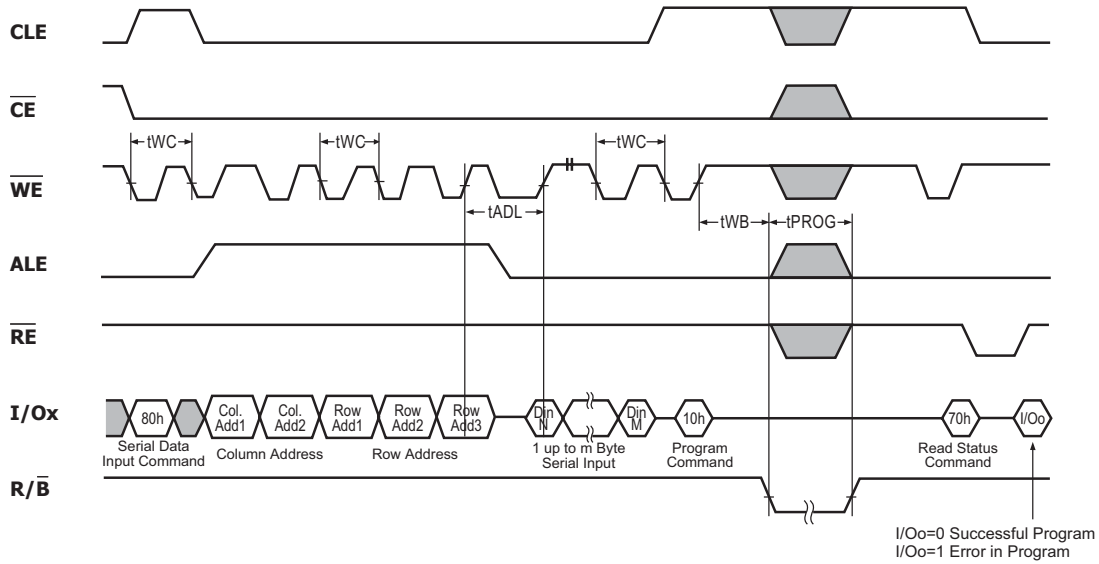 CLE
CE
tWC
tWC
tWC
WE
tADL
tWB
tPROG
ALE
RE
I/Ox
80h
Col.
Add1
Col.
Add2
Row
Add1
Row
Add2
Row
Add3
Din
N
Din
M
10h
70h
I/Oo
Serial Data
Input Command
Column Address
Row Address
1 up to m Byte
Serial Input
Program
Command
Read Status
Command
R/B
I/Oo=0 Successful Program
I/Oo=1 Error in Program